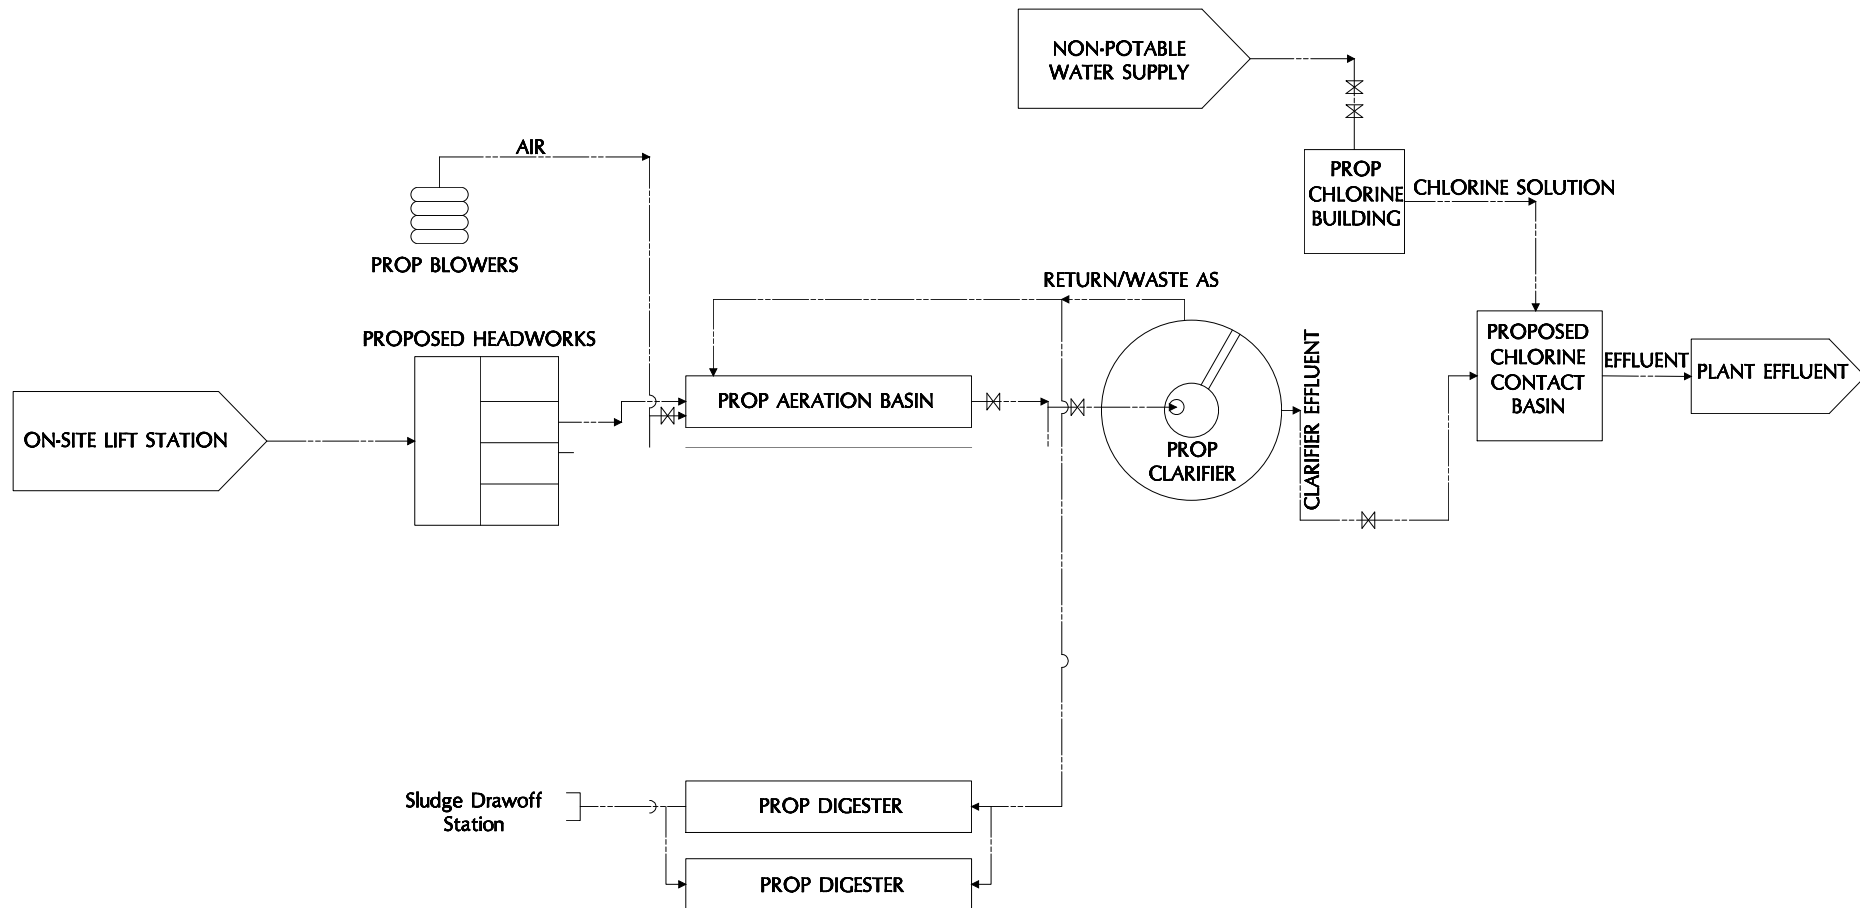 NON-POTABLE
WATER SUPPLY
AIR
PROP
CHLORINE
BUILDING
CHLORINE SOLUTION
PROP BLOWERS
RETURN/WASTE AS
PROPOSED HEADWORKS
CLARIFIER EFFLUENT
PROPOSED
CHLORINE
CONTACT
BASIN
EFFLUENT
PLANT EFFLUENT
PROP AERATION BASIN
ON-SITE LIFT STATION
PROP
CLARIFIER
Sludge Drawoff
Station
PROP DIGESTER
PROP DIGESTER